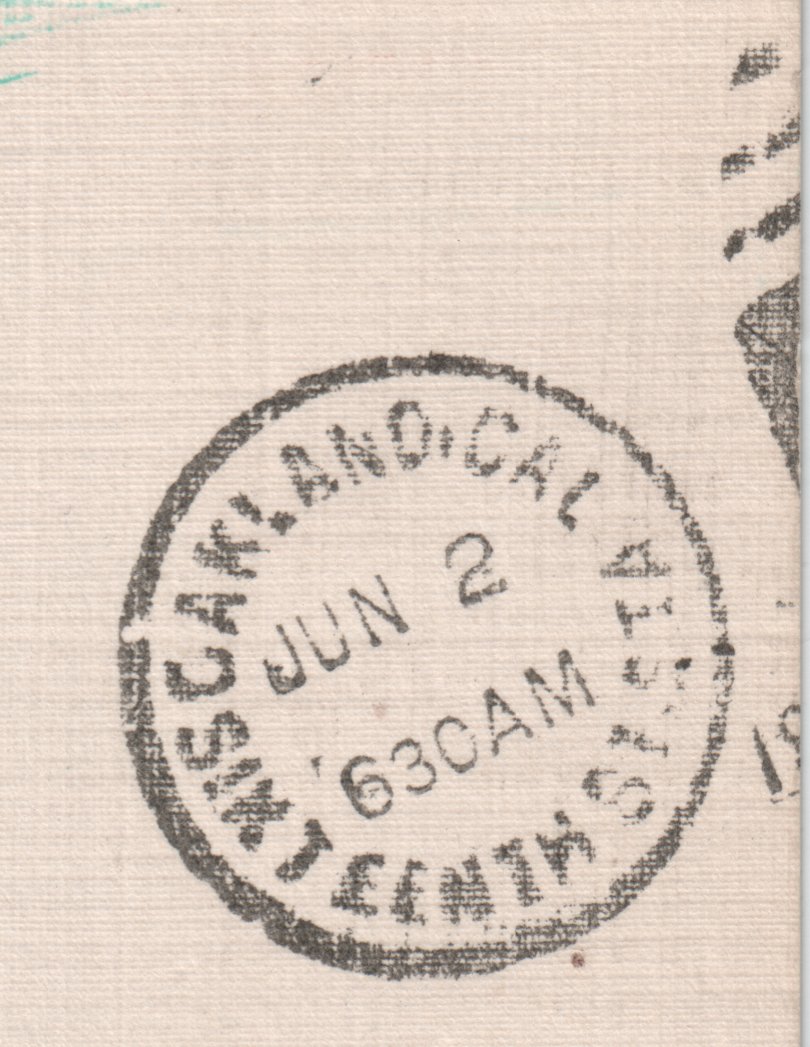 OAKLAND, CAL
JUN 2
630AM
SIXTEENTH ST. STA